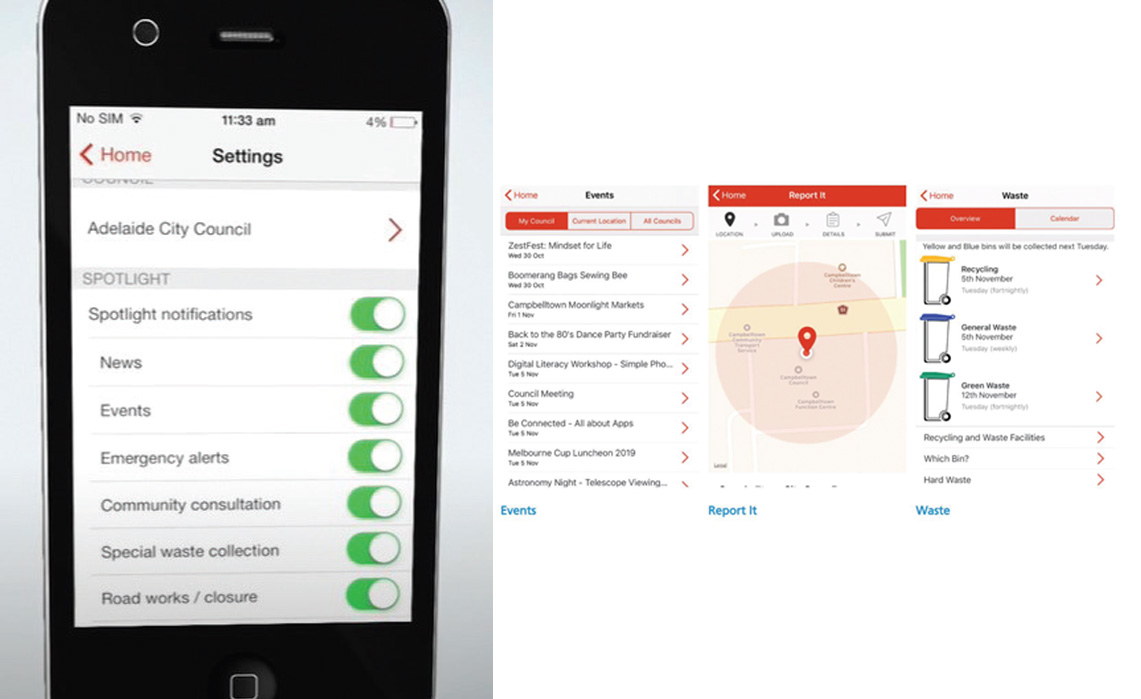 No SIM 11:33 am 4%
Home Settings
COUNCIL
Adelaide City Council
SPOTLIGHT
Spotlight notifications
News
Events
Emergency alerts
Community consultation
Special waste collection
Road works / closure
Home Events
My Council Current Location All Councils
ZestFest: Mindset for Life
Wed 30 Oct
Boomerang Bags Sewing Bee
Wed 30 Oct
Campbelltown Moonlight Markets
Fri 1 Nov
Back to the 80's Dance Party Fundraiser
Sat 2 Nov
Digital Literacy Workshop - Simple Pho...
Tue 5 Nov
Council Meeting
Tue 5 Nov
Be Connected - All about Apps
Tue 5 Nov
Melbourne Cup Luncheon 2019
Tue 5 Nov
Astronomy Night - Telescope Viewing...
Events
Home Report It
LOCATION UPLOAD DETAILS SUBMIT
Campbelltown
Children's
Centre
Campbelltown
Community
Transport
Service
Campbelltown
Council
Campbelltown
Function Centre
Legal
Report It
Home Waste
Overview Calendar
Yellow and Blue bins will be collected next Tuesday.
Recycling
5th November
Tuesday (fortnightly)
General Waste
5th November
Tuesday (weekly)
Green Waste
12th November
Tuesday (fortnightly)
Recycling and Waste Facilities
Which Bin?
Hard Waste
Waste